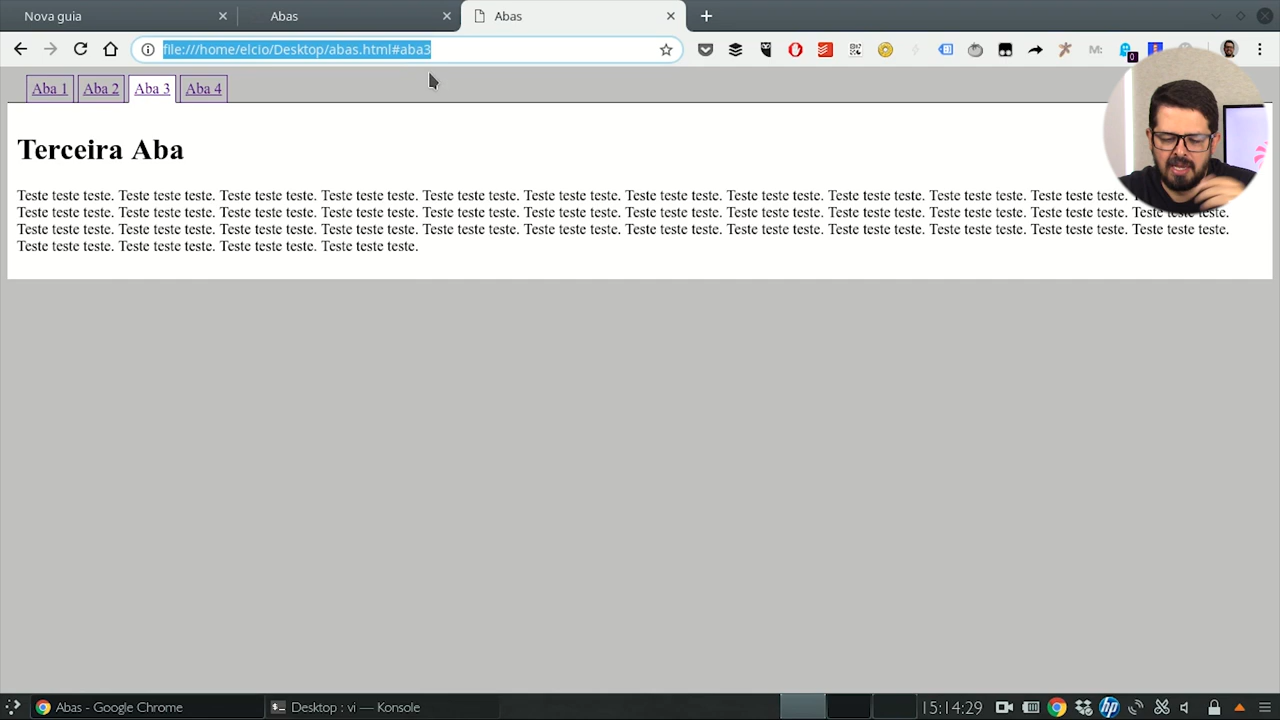 Nova guia
Abas
Abas
file:///home/elcio/Desktop/abas.html#aba3
M:
0
Aba 1 Aba 2 Aba 3 Aba 4
Terceira Aba
Teste teste teste. Teste teste teste. Teste teste teste. Teste teste teste. Teste teste teste. Teste teste teste. Teste teste teste. Teste teste teste. Teste teste teste. Teste teste teste. Teste teste teste.
Teste teste teste. Teste teste teste. Teste teste teste. Teste teste teste. Teste teste teste. Teste teste teste. Teste teste teste. Teste teste teste. Teste teste teste. Teste teste teste. Teste teste teste. Teste teste teste.
Teste teste teste. Teste teste teste. Teste teste teste. Teste teste teste. Teste teste teste. Teste teste teste. Teste teste teste. Teste teste teste. Teste teste teste. Teste teste teste. Teste teste teste. Teste teste teste.
Teste teste teste. Teste teste teste. Teste teste teste. Teste teste teste.
Abas - Google Chrome
Desktop : vi — Konsole
15:14:29
hp